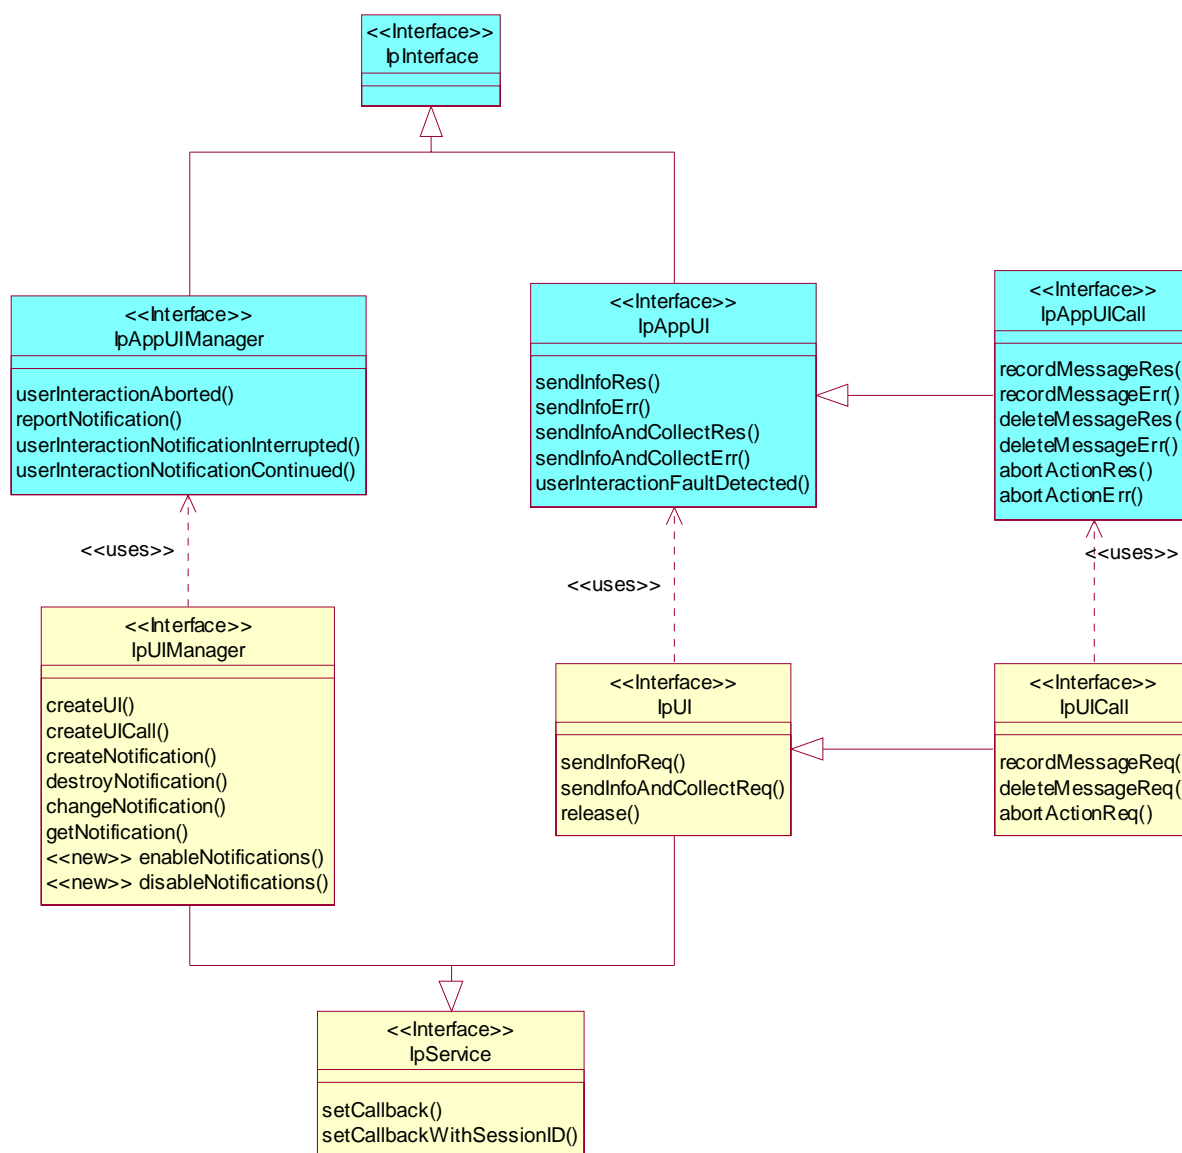 <<Interface>>
IpInterface
<<Interface>>
IpAppUIManager
userInteractionAborted()
reportNotification()
userInteractionNotificationInterrupted()
userInteractionNotificationContinued()
<<Interface>>
IpAppUI
sendInfoRes()
sendInfoErr()
sendInfoAndCollectRes()
sendInfoAndCollectErr()
userInteractionFaultDetected()
<<Interface>>
IpAppUICall
recordMessageRes(
recordMessageErr()
deleteMessageRes(
deleteMessageErr()
abortActionRes()
abortActionErr()
<<uses>>
<<uses>>
<<uses>>
<<Interface>>
IpUIManager
createUI()
createUICall()
createNotification()
destroyNotification()
changeNotification()
getNotification()
<<new>> enableNotifications()
<<new>> disableNotifications()
<<Interface>>
IpUI
sendInfoReq()
sendInfoAndCollectReq()
release()
<<Interface>>
IpUICall
recordMessageReq(
deleteMessageReq(
abortActionReq()
<<Interface>>
IpService
setCallback()
setCallbackWithSessionID()